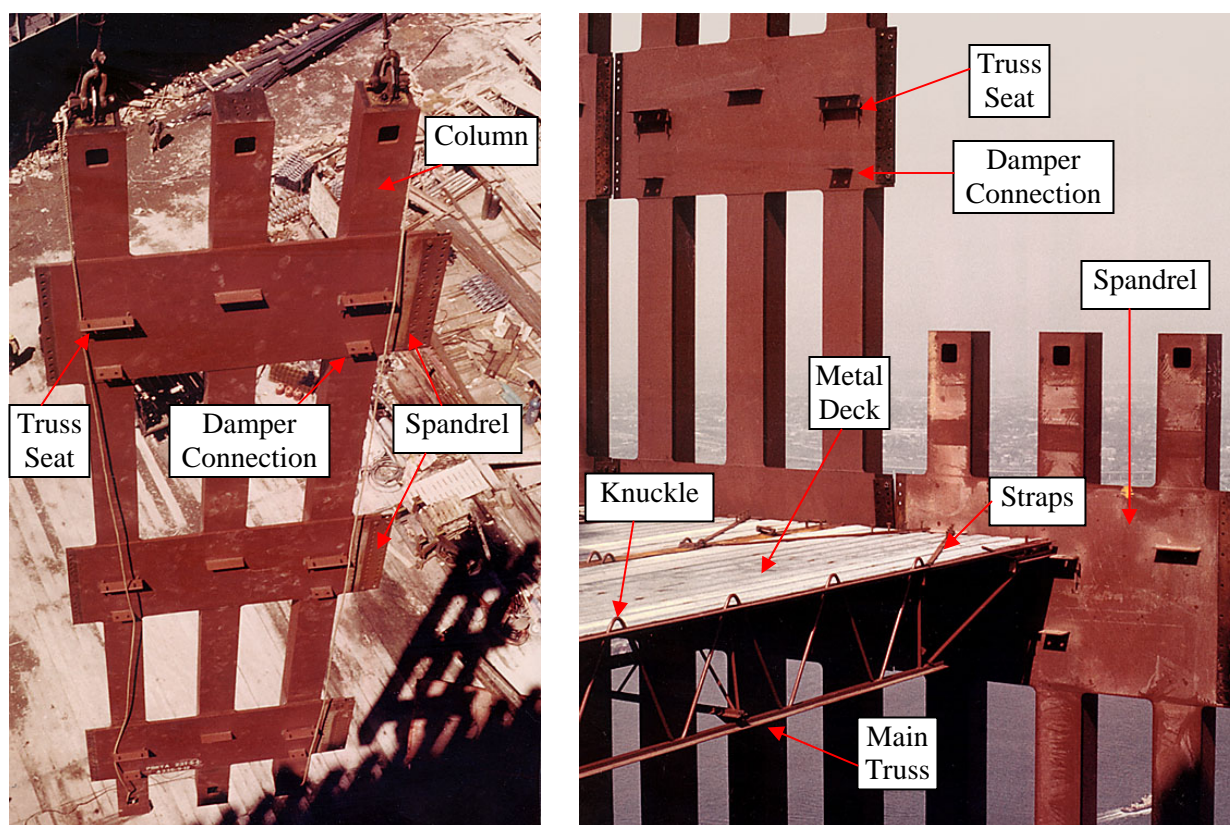 Column
Truss
Seat
Damper
Connection
Spandrel
Truss
Seat
Damper
Connection
Spandrel
Metal
Deck
Knuckle
Straps
Main
Truss